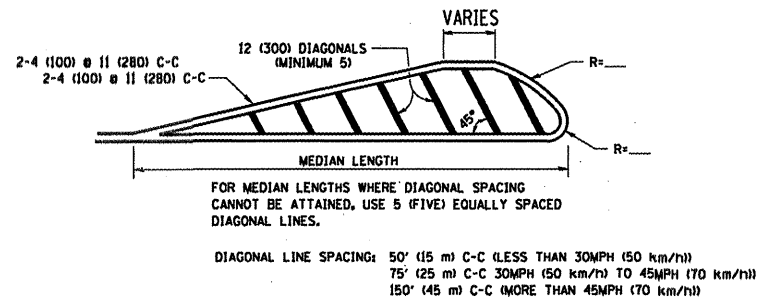 VARIES
12 (300) DIAGONALS
(MINIMUM 5)
2-4 (100) @ 11 (280) C-C
2-4 (100) @ 11 (280) C-C
R=___
45°
R=___
MEDIAN LENGTH
FOR MEDIAN LENGTHS WHERE DIAGONAL SPACING
CANNOT BE ATTAINED, USE 5 (FIVE) EQUALLY SPACED
DIAGONAL LINES.
DIAGONAL LINE SPACING: 50' (15 m) C-C (LESS THAN 30MPH (50 km/h))
75' (25 m) C-C 30MPH (50 km/h) TO 45MPH (70 km/h))
150' (45 m) C-C (MORE THAN 45MPH (70 km/h))